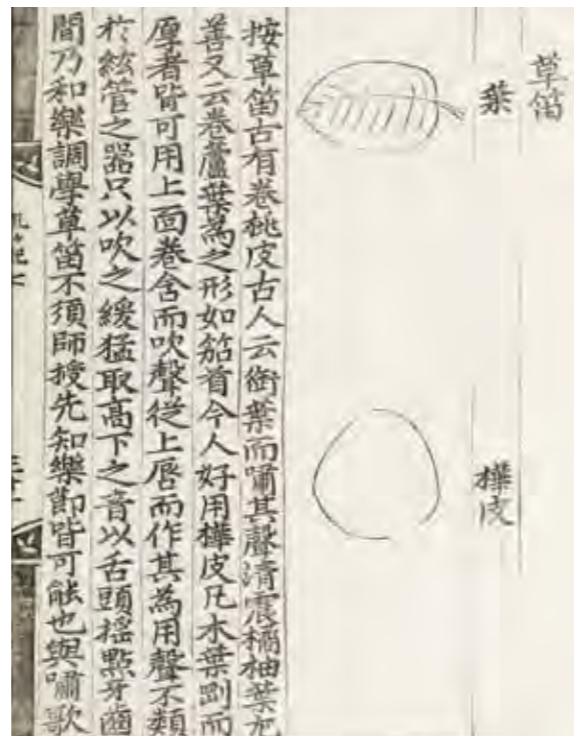 草笛
葉
樺皮
按草笛古有卷桃皮古人云銜葉而嘯其聲清震橘柚葉尤
善又云卷蘆葉為之形如笳首今人好用樺皮凡木葉剛而
厚者皆可用上面卷含而吹聲從上唇而作其為用聲不類
於絃管之器只以吹之緩猛取高下之音以舌頭搖點牙齒
間乃和樂調學草笛不須師授先知樂節皆可能也與嘯歌